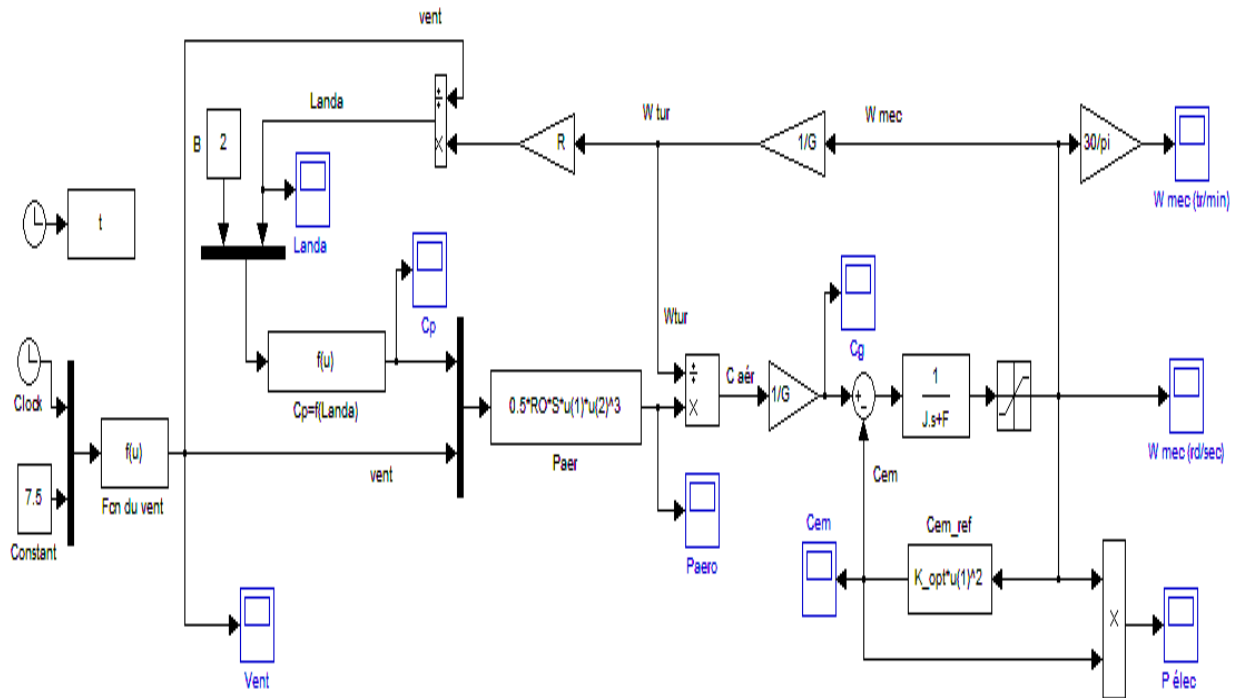 vent
Landa
W tur
W mec
÷
×
R
1/G
30/pi
W mec (tr/min)
B
2
Landa
t
Cp
Wtur
Cg
f(u)
Cp=f(Landa)
0.5*RO*S*u(1)*u(2)^3
Paer
÷
×
C aér
1/G
+
−
1
J.s+F
W mec (rd/sec)
Clock
7.5
Constant
f(u)
Fcn du vent
vent
Paero
Cem
Cem
Cem_ref
K_opt*u(1)^2
×
P élec
Vent